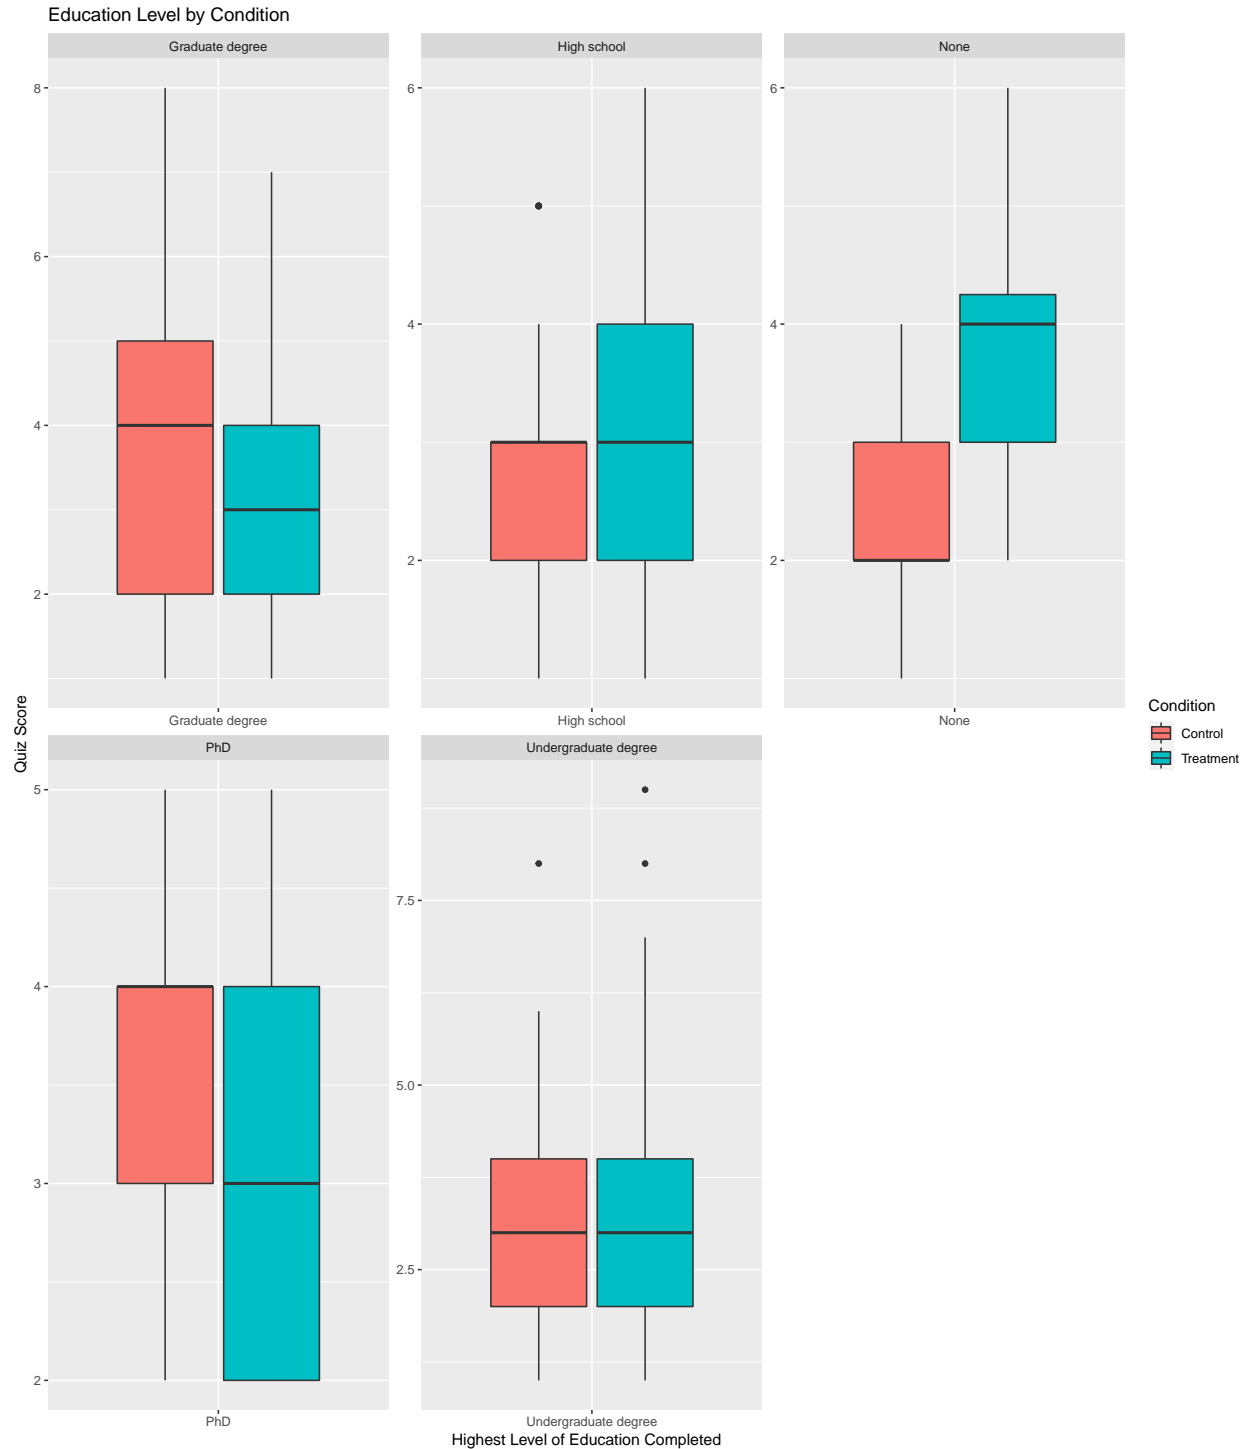 Education Level by Condition
Graduate degree
High school
None
8
6
4
2
6
4
2
6
4
2
Graduate degree
High school
None
Quiz Score
PhD
Undergraduate degree
5
4
3
2
7.5
5.0
2.5
PhD
Undergraduate degree
Highest Level of Education Completed
Condition
Control
Treatment